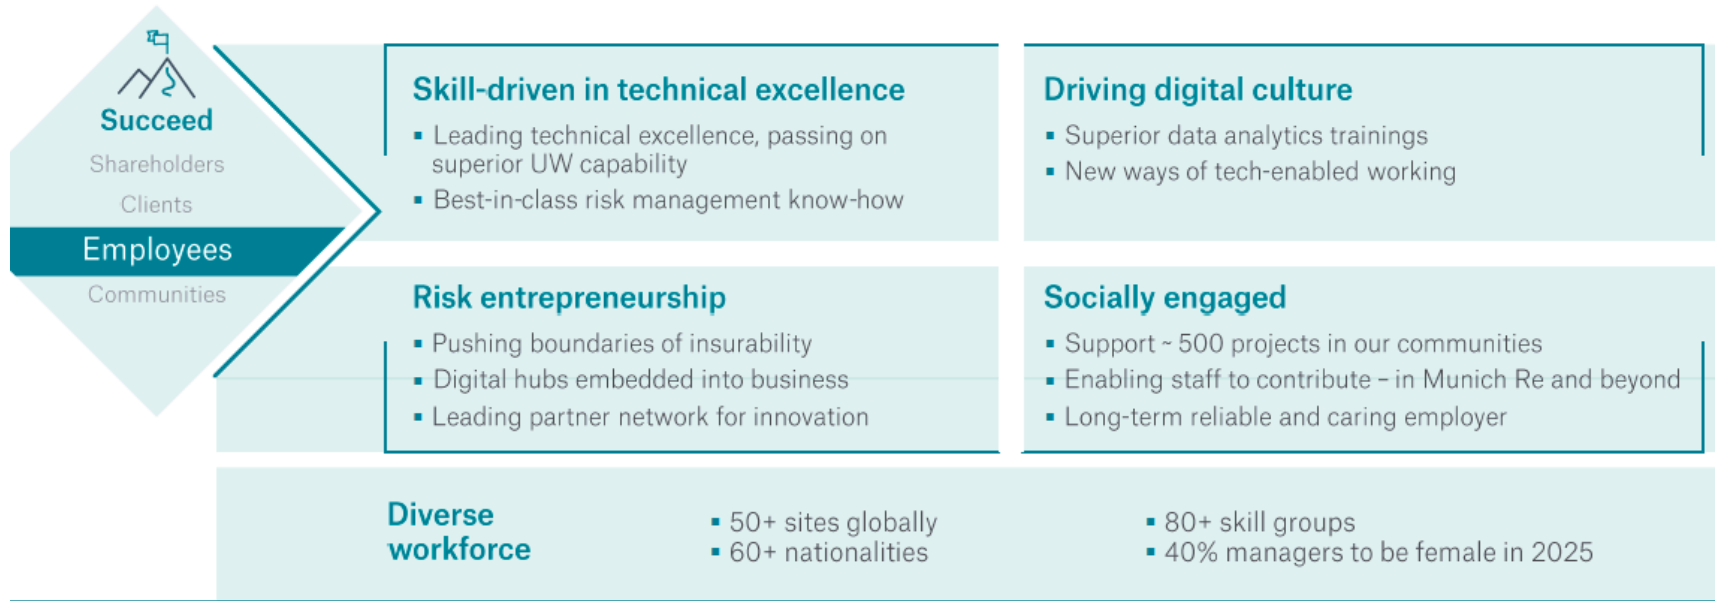 Succeed
Shareholders
Clients
Employees
Communities
Skill-driven in technical excellence
▪ Leading technical excellence, passing on
superior UW capability
▪ Best-in-class risk management know-how
Driving digital culture
▪ Superior data analytics trainings
▪ New ways of tech-enabled working
Risk entrepreneurship
▪ Pushing boundaries of insurability
▪ Digital hubs embedded into business
▪ Leading partner network for innovation
Socially engaged
▪ Support ~ 500 projects in our communities
▪ Enabling staff to contribute – in Munich Re and beyond
▪ Long-term reliable and caring employer
Diverse
workforce
▪ 50+ sites globally
▪ 60+ nationalities
▪ 80+ skill groups
▪ 40% managers to be female in 2025